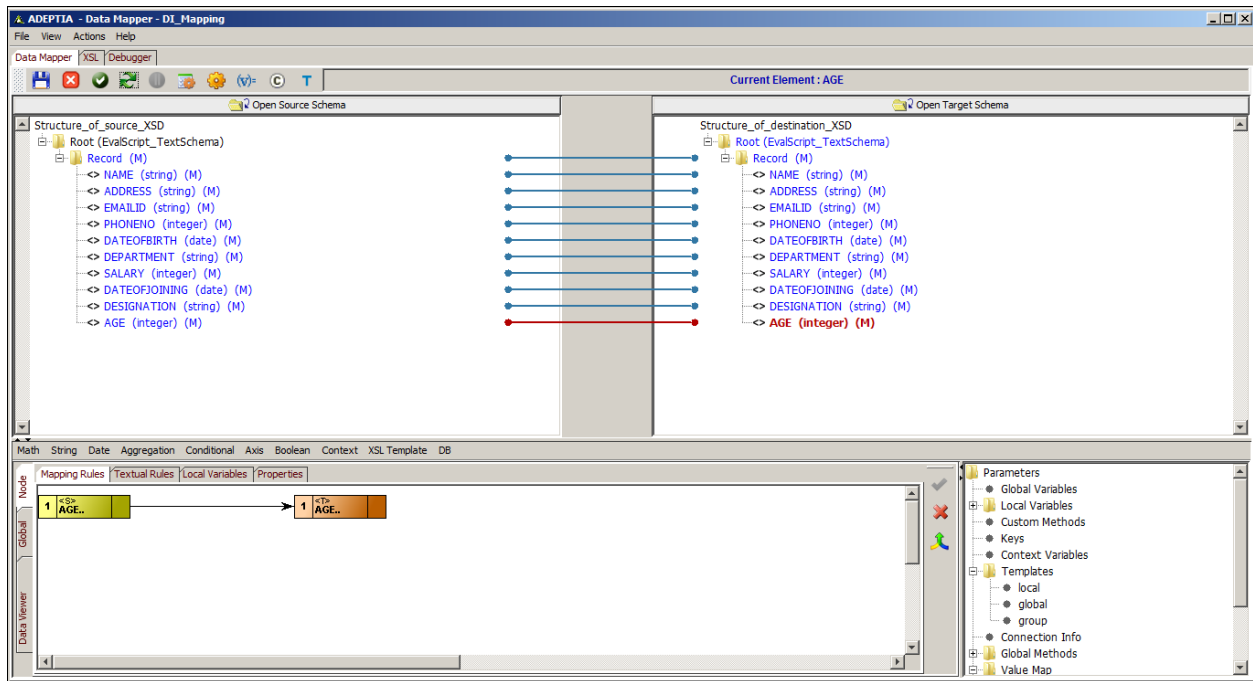 ADEPTIA - Data Mapper - DI_Mapping
File View Actions Help
Data Mapper XSL Debugger
(v)= © T Current Element : AGE
Open Source Schema
Open Target Schema
Structure_of_source_XSD
Root (EvalScript_TextSchema)
Record (M)
<> NAME (string) (M)
<> ADDRESS (string) (M)
<> EMAILID (string) (M)
<> PHONENO (integer) (M)
<> DATEOFBIRTH (date) (M)
<> DEPARTMENT (string) (M)
<> SALARY (integer) (M)
<> DATEOFJOINING (date) (M)
<> DESIGNATION (string) (M)
<> AGE (integer) (M)
Structure_of_destination_XSD
Root (EvalScript_TextSchema)
Record (M)
<> NAME (string) (M)
<> ADDRESS (string) (M)
<> EMAILID (string) (M)
<> PHONENO (integer) (M)
<> DATEOFBIRTH (date) (M)
<> DEPARTMENT (string) (M)
<> SALARY (integer) (M)
<> DATEOFJOINING (date) (M)
<> DESIGNATION (string) (M)
<> AGE (integer) (M)
Math String Date Aggregation Conditional Axis Boolean Context XSL Template DB
Node
Global
Data Viewer
Mapping Rules Textual Rules Local Variables Properties
1 <S> AGE..
1 <T> AGE..
Parameters
Global Variables
Local Variables
Custom Methods
Keys
Context Variables
Templates
local
global
group
Connection Info
Global Methods
Value Map